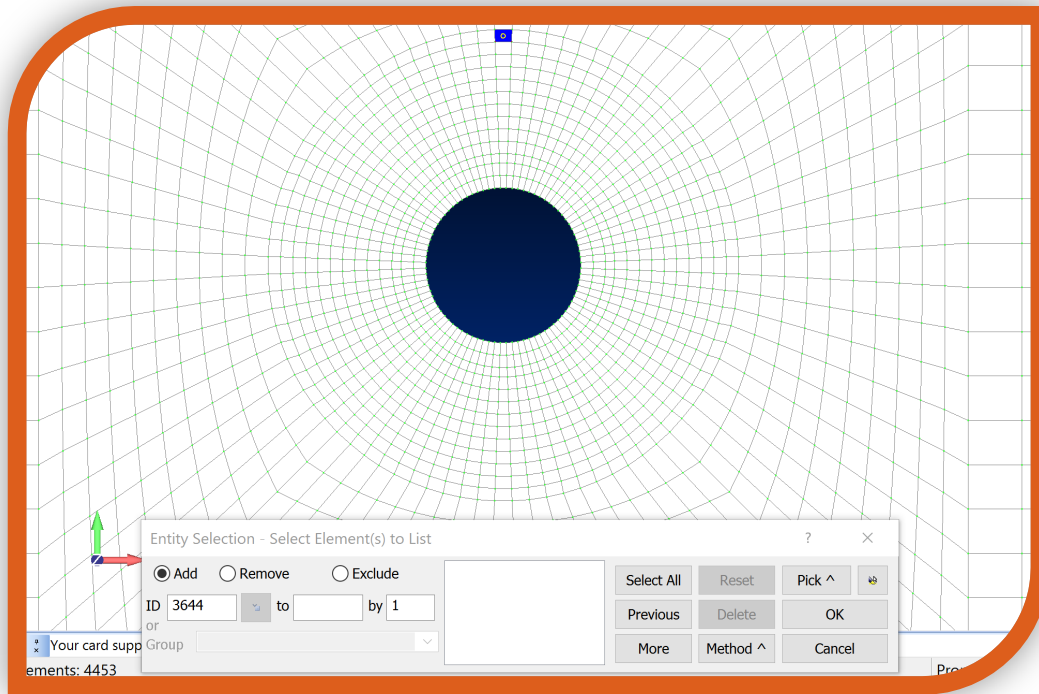 Entity Selection - Select Element(s) to List ?
Add Remove Exclude
Select All Reset Pick ^
ID 3644 to by 1
Previous Delete OK
or
Group
More Method ^ Cancel
Your card supp
ements: 4453